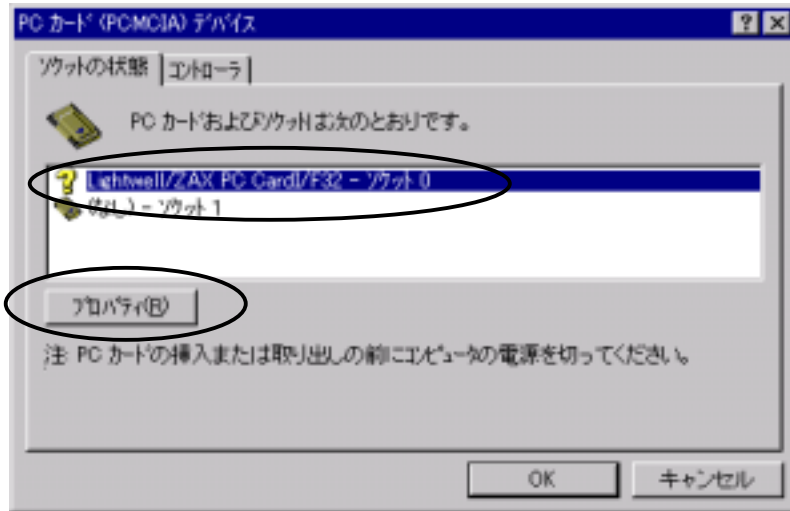 PC カード (PCMCIA) デバイス
ソケットの状態 コントローラ
PC カードおよびソケットは次のとおりです。
Lightwell/ZAX PC CardI/F32 - ソケット 0
(なし) - ソケット 1
プロパティ(R)
注: PC カードの挿入または取り出しの前にコンピュータの電源を切ってください。
OK キャンセル